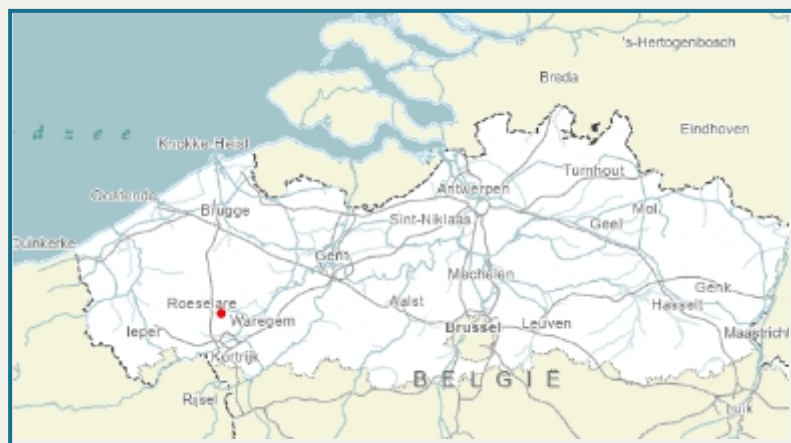 's-Hertogenbosch
Breda
Eindhoven
d z e e
Knokke-Heist
Turnhout
Antwerpen
Oostende
Mol
Brugge
Sint-Niklaas
Geel
Duinkerke
Gent
Mechelen
Genk
Roeselare
Aalst
Hasselt
Waregem
Brussel
Leuven
Ieper
Maastricht
Kortrijk
BELGIË
Rijsel
Luik